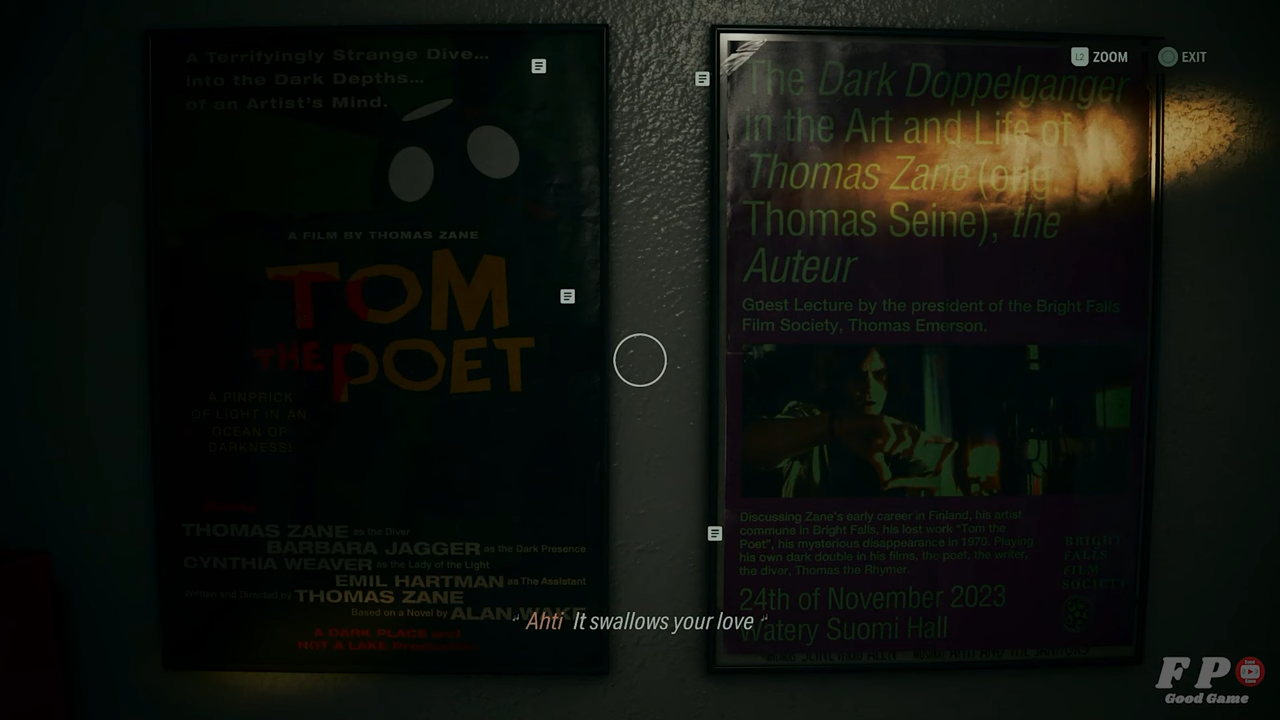 A Terrifyingly Strange Dive...
into the Dark Depths...
of an Artist's Mind.
A FILM BY THOMAS ZANE
TOM
THE POET
A PINPRICK
OF LIGHT IN AN
OCEAN OF
DARKNESS!
THOMAS ZANE as the Diver
BARBARA JAGGER as the Dark Presence
CYNTHIA WEAVER as the Lady of the Light
EMIL HARTMAN as The Assistant
Written and Directed by THOMAS ZANE
Based on a Novel by ALAN WAKE
A DARK PLACE and
NOT A LAKE Production
L2 ZOOM
EXIT
The Dark Doppelganger
in the Art and Life of
Thomas Zane (orig.
Thomas Seine), the
Auteur
Guest Lecture by the president of the Bright Falls
Film Society, Thomas Emerson.
Discussing Zane's early career in Finland, his artist
commune in Bright Falls, his lost work "Tom the
Poet", his mysterious disappearance in 1970. Playing
his own dark double in his films, the poet, the writer,
the diver, Thomas the Rhymer.
BRIGHT
FALLS
FILM
SOCIETY
24th of November 2023
Watery Suomi Hall
♪ Ahti It swallows your love ♪
FP
Good Game